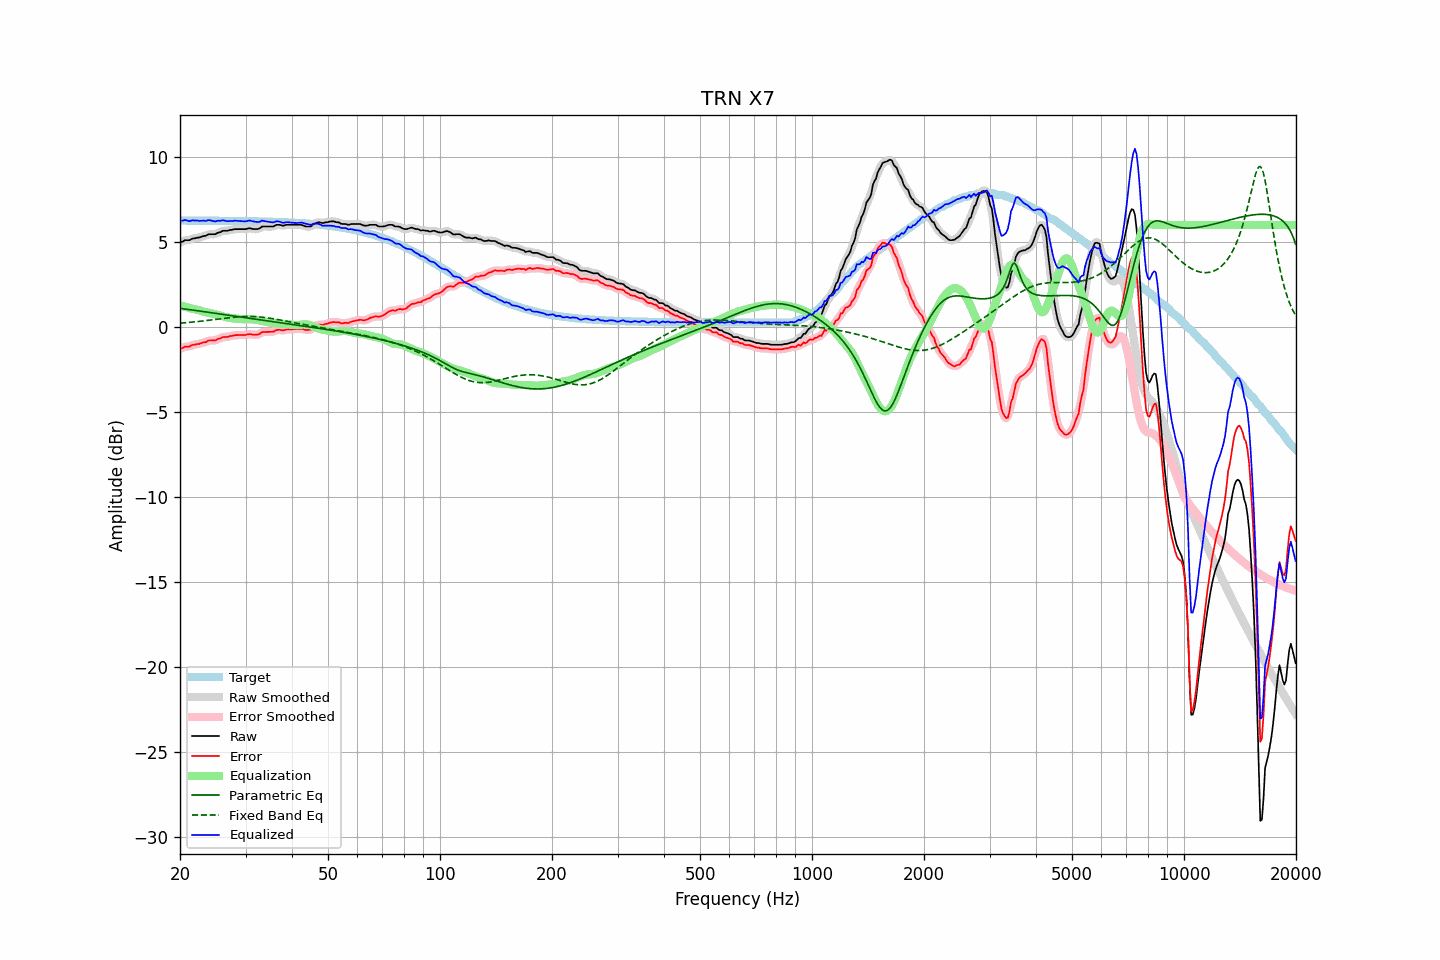 TRN X7
Amplitude (dBr)
10
5
0
−5
−10
−15
−20
−25
−30
Target
Raw Smoothed
Error Smoothed
Raw
Error
Equalization
Parametric Eq
Fixed Band Eq
Equalized
20 50 100 200 500 1000 2000 5000 10000 20000
Frequency (Hz)